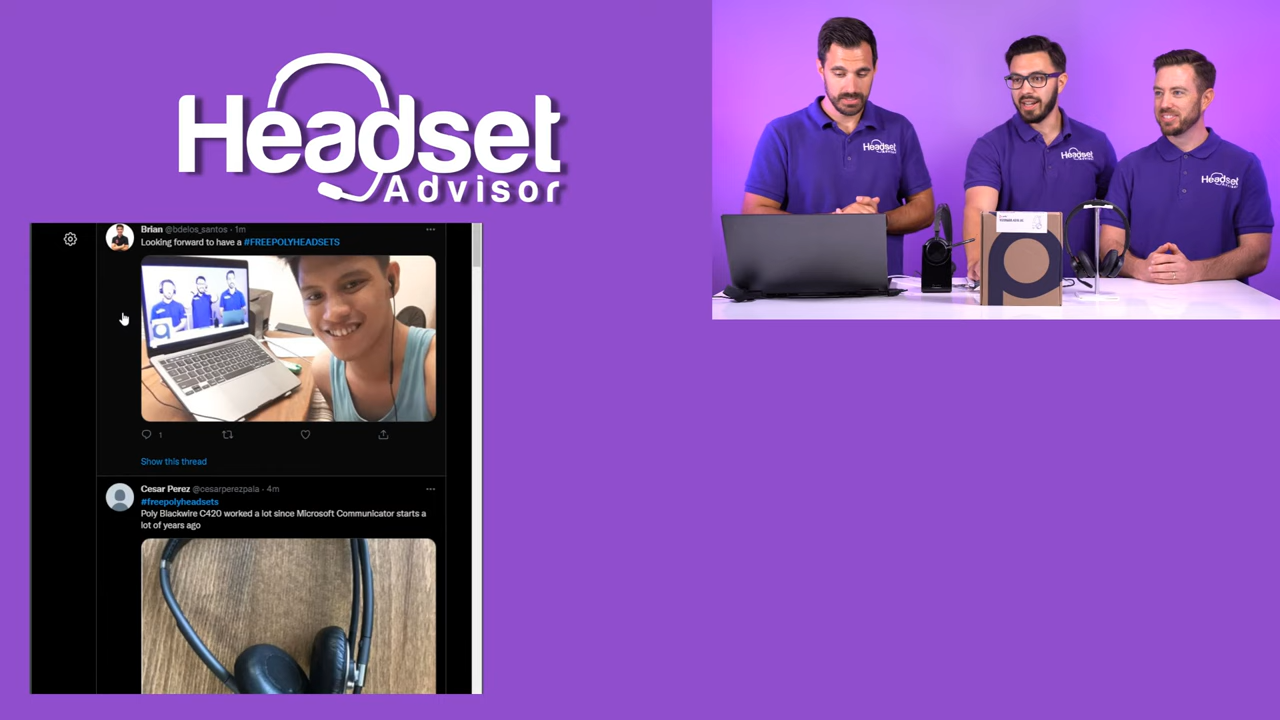 Headset
Advisor
Brian @bdelos_santos · 1m
Looking forward to have a #FREEPOLYHEADSETS
1
Show this thread
Cesar Perez @cesarperezpala · 4m
#freepolyheadsets
Poly Blackwire C420 worked a lot since Microsoft Communicator starts a
lot of years ago
Headset
Headset
Headset